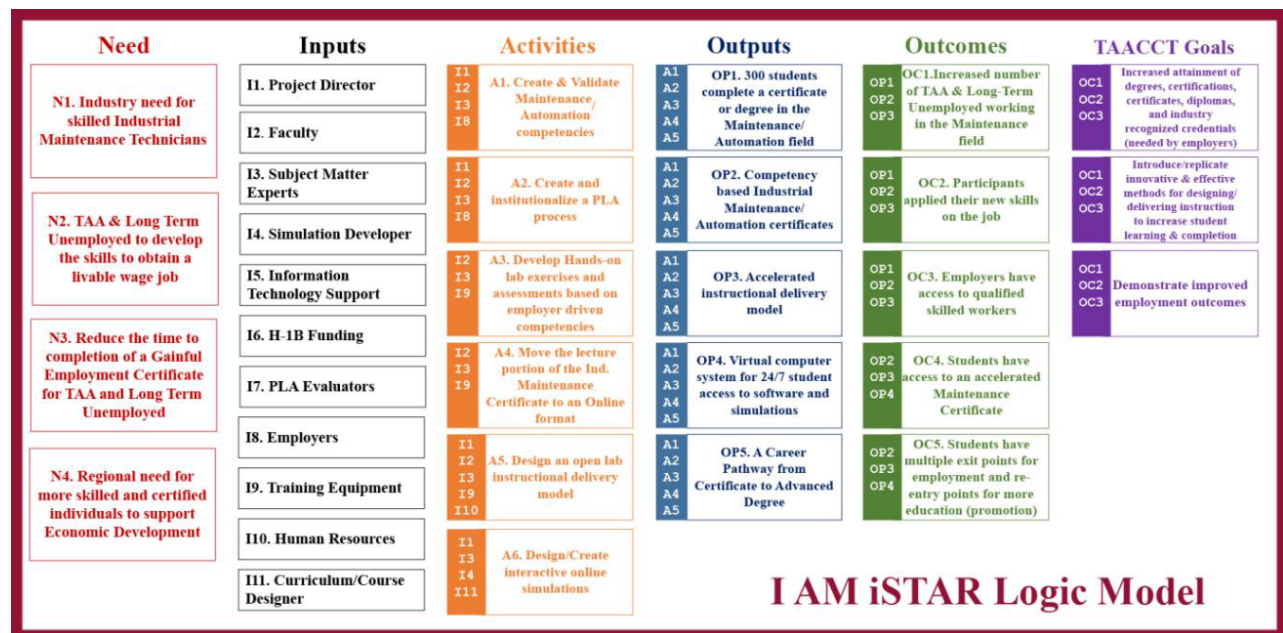 Need
N1. Industry need for
skilled Industrial
Maintenance Technicians
N2. TAA & Long Term
Unemployed to develop
the skills to obtain a
livable wage job
N3. Reduce the time to
completion of a Gainful
Employment Certificate
for TAA and Long Term
Unemployed
N4. Regional need for
more skilled and certified
individuals to support
Economic Development
Inputs
I1. Project Director
I2. Faculty
I3. Subject Matter
Experts
I4. Simulation Developer
I5. Information
Technology Support
I6. H-1B Funding
I7. PLA Evaluators
I8. Employers
I9. Training Equipment
I10. Human Resources
I11. Curriculum/Course
Designer
Activities
I1
I2
I3
I8
A1. Create & Validate
Maintenance/
Automation
competencies
I1
I2
I3
I8
A2. Create and
institutionalize a PLA
process
I2
I3
I9
A3. Develop Hands-on
lab exercises and
assessments based on
employer driven
competencies
I2
I3
I9
A4. Move the lecture
portion of the Ind.
Maintenance
Certificate to an Online
format
I1
I2
I3
I9
I10
A5. Design an open lab
instructional delivery
model
I1
I3
I4
I11
A6. Design/Create
interactive online
simulations
Outputs
A1
A2
A3
A4
A5
OP1. 300 students
complete a certificate
or degree in the
Maintenance/
Automation field
A1
A2
A3
A4
A5
OP2. Competency
based Industrial
Maintenance/
Automation certificates
A1
A2
A3
A4
A5
OP3. Accelerated
instructional delivery
model
A1
A2
A3
A4
A5
OP4. Virtual computer
system for 24/7 student
access to software and
simulations
A1
A2
A3
A4
A5
OP5. A Career
Pathway from
Certificate to Advanced
Degree
Outcomes
OP1
OP2
OP3
OC1.Increased number
of TAA & Long-Term
Unemployed working
in the Maintenance
field
OP1
OP2
OP3
OC2. Participants
applied their new skills
on the job
OP1
OP2
OP3
OC3. Employers have
access to qualified
skilled workers
OP2
OP3
OP4
OC4. Students have
access to an accelerated
Maintenance
Certificate
OP2
OP3
OP4
OC5. Students have
multiple exit points for
employment and re-
entry points for more
education (promotion)
TAACCT Goals
OC1
OC2
OC3
Increased attainment of
degrees, certifications,
certificates, diplomas,
and industry
recognized credentials
(needed by employers)
OC1
OC2
OC3
Introduce/replicate
innovative & effective
methods for designing/
delivering instruction
to increase student
learning & completion
OC1
OC2
OC3
Demonstrate improved
employment outcomes
I AM iSTAR Logic Model